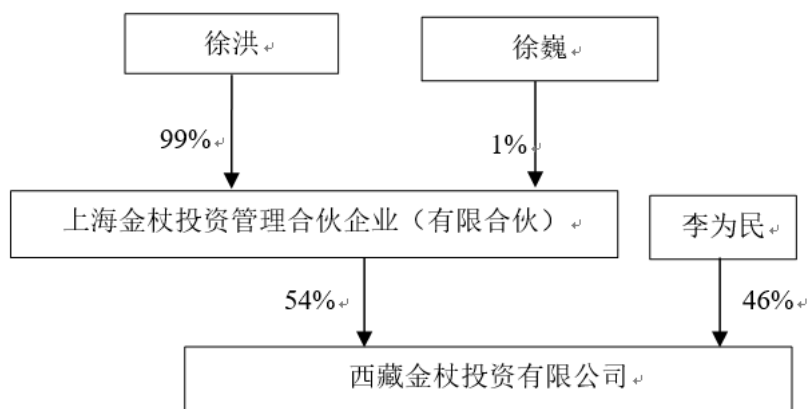 徐洪
徐巍
99%
1%
上海金杖投资管理合伙企业（有限合伙）
李为民
54%
46%
西藏金杖投资有限公司